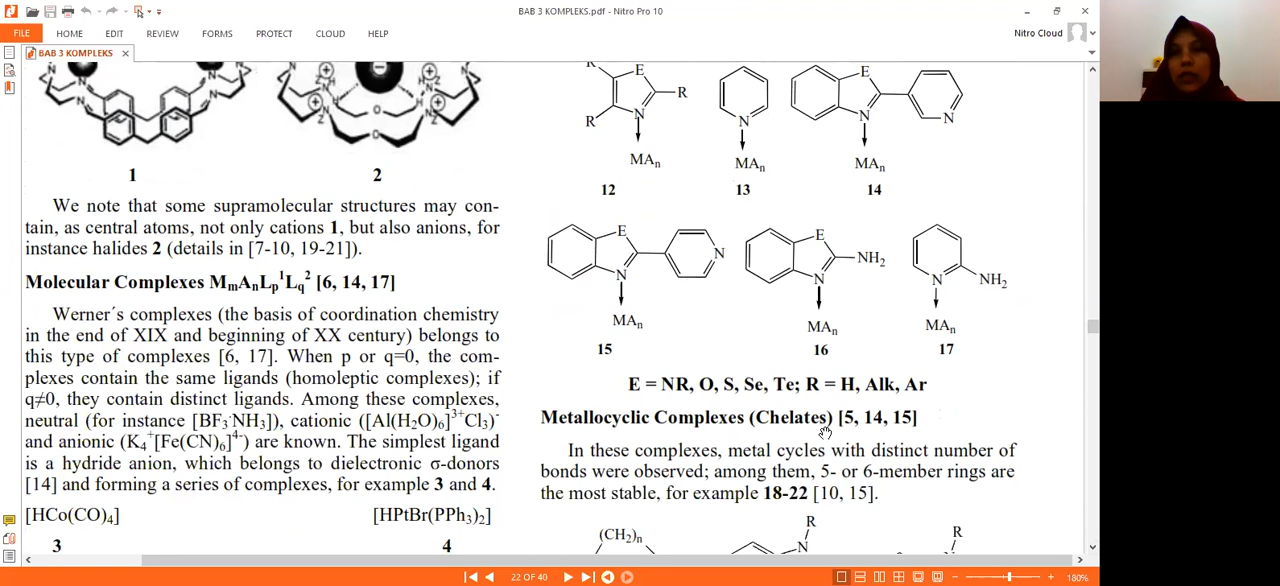 BAB 3 KOMPLEKS.pdf - Nitro Pro 10
FILE HOME EDIT REVIEW FORMS PROTECT CLOUD HELP
Nitro Cloud
BAB 3 KOMPLEKS
1 2
We note that some supramolecular structures may con-
tain, as central atoms, not only cations 1, but also anions, for
instance halides 2 (details in [7-10, 19-21]).
Molecular Complexes MmAnLp1Lq2 [6, 14, 17]
Werner´s complexes (the basis of coordination chemistry
in the end of XIX and beginning of XX century) belongs to
this type of complexes [6, 17]. When p or q=0, the com-
plexes contain the same ligands (homoleptic complexes); if
q≠0, they contain distinct ligands. Among these complexes,
neutral (for instance [BF3·NH3]), cationic ([Al(H2O)6]3+Cl3)-
and anionic (K4+[Fe(CN)6]4-) are known. The simplest ligand
is a hydride anion, which belongs to dielectronic σ-donors
[14] and forming a series of complexes, for example 3 and 4.
[HCo(CO)4] [HPtBr(PPh3)2]
3 4
R E E
R
R N N N N
MAn MAn MAn
12 13 14
E N E NH2
N N N NH2
MAn MAn MAn
15 16 17
E = NR, O, S, Se, Te; R = H, Alk, Ar
Metallocyclic Complexes (Chelates) [5, 14, 15]
In these complexes, metal cycles with distinct number of
bonds were observed; among them, 5- or 6-member rings are
the most stable, for example 18-22 [10, 15].
(CH2)n R R
N
22 OF 40
180%